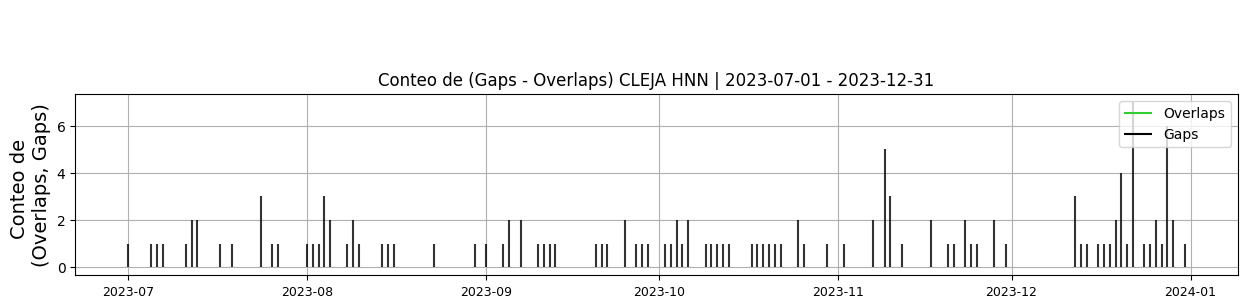 Conteo de (Gaps - Overlaps) CLEJA HNN | 2023-07-01 - 2023-12-31
Conteo de
(Overlaps, Gaps)
6
4
2
0
Overlaps
Gaps
2023-07
2023-08
2023-09
2023-10
2023-11
2023-12
2024-01